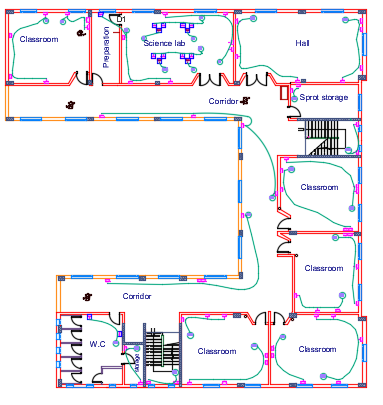 D1
Classroom
Preparation
Science lab
Hall
Corridor
Sprot storage
Classroom
Classroom
Corridor
W.C
Classroom
Classroom